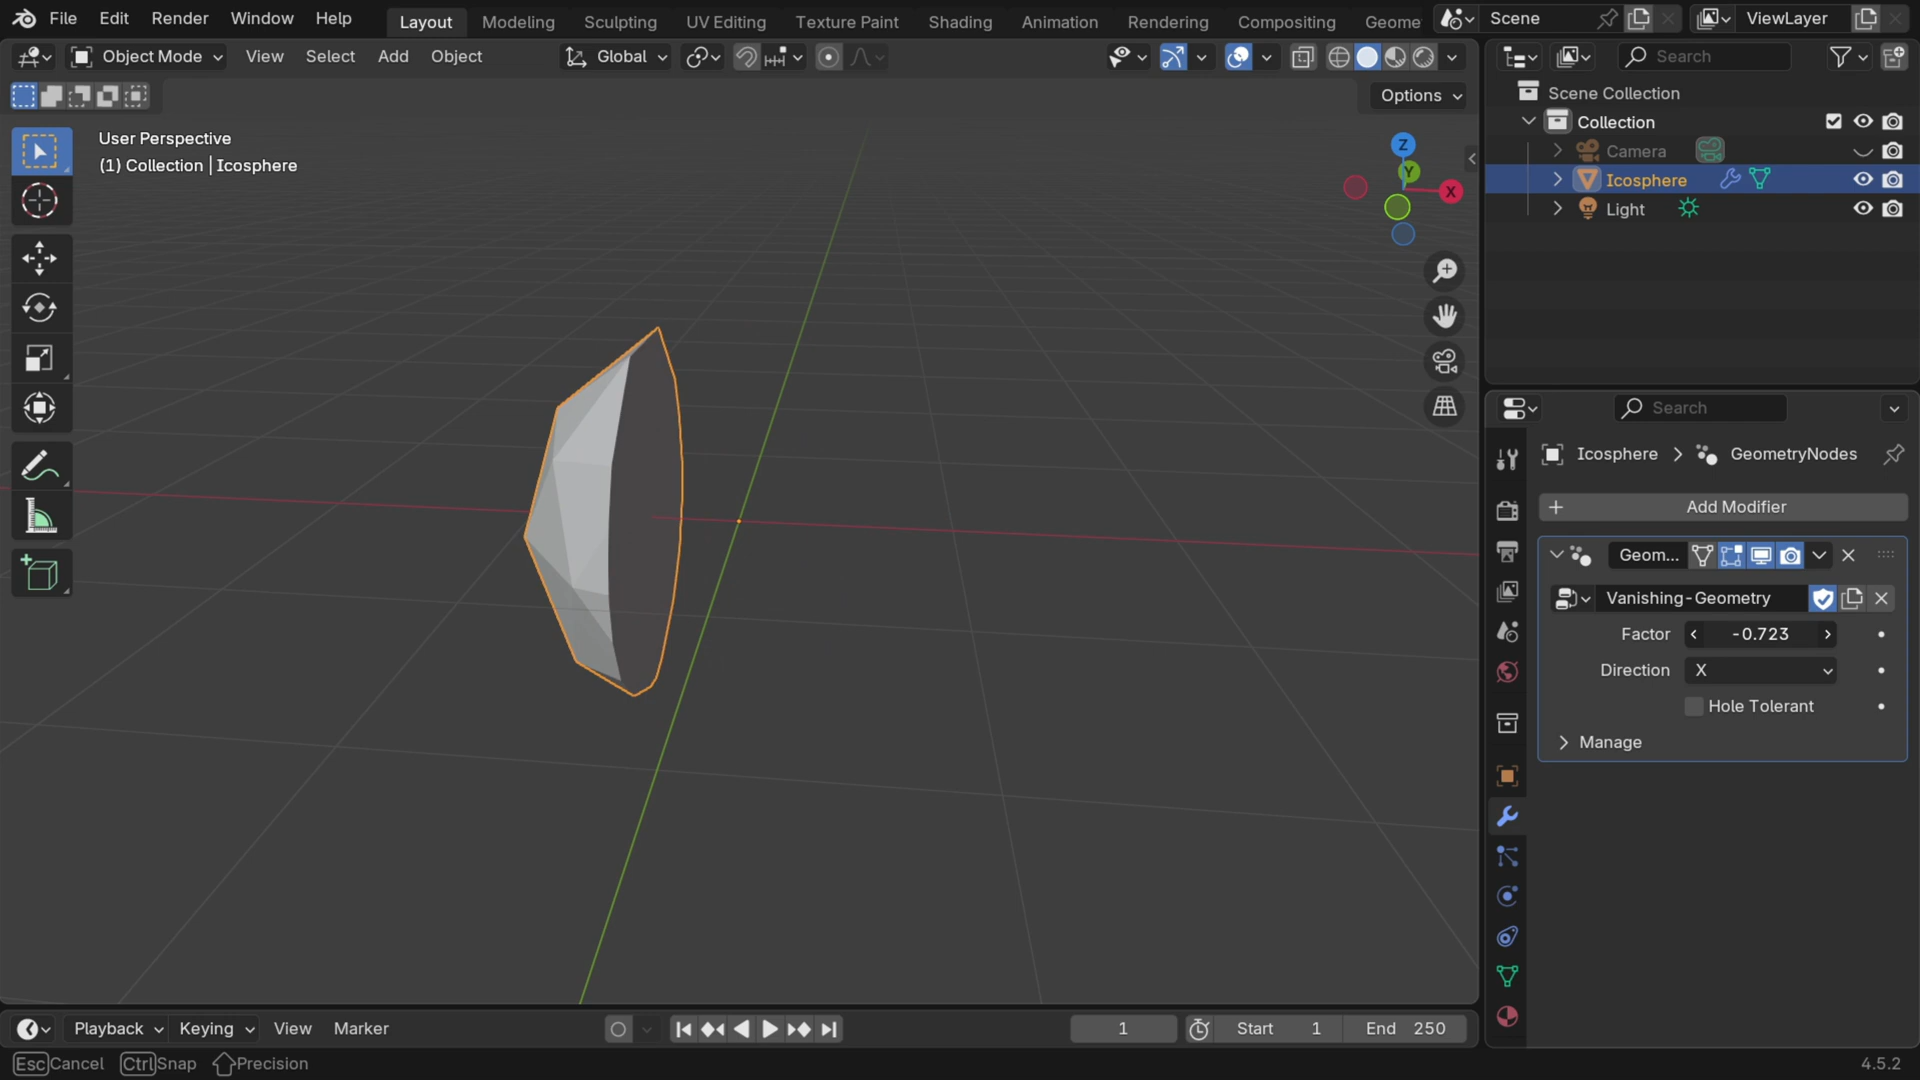 File Edit Render Window Help Layout Modeling Sculpting UV Editing Texture Paint Shading Animation Rendering Compositing Geome Scene ViewLayer
Object Mode View Select Add Object Global Search
Options
User Perspective
(1) Collection | Icosphere
Z
Y
X
Scene Collection
Collection
Camera
Icosphere
Light
Search
Icosphere > GeometryNodes
+ Add Modifier
Geom...
Vanishing-Geometry
Factor -0.723
Direction X
Hole Tolerant
Manage
Playback Keying View Marker 1 Start 1 End 250
Esc Cancel Ctrl Snap Precision 4.5.2